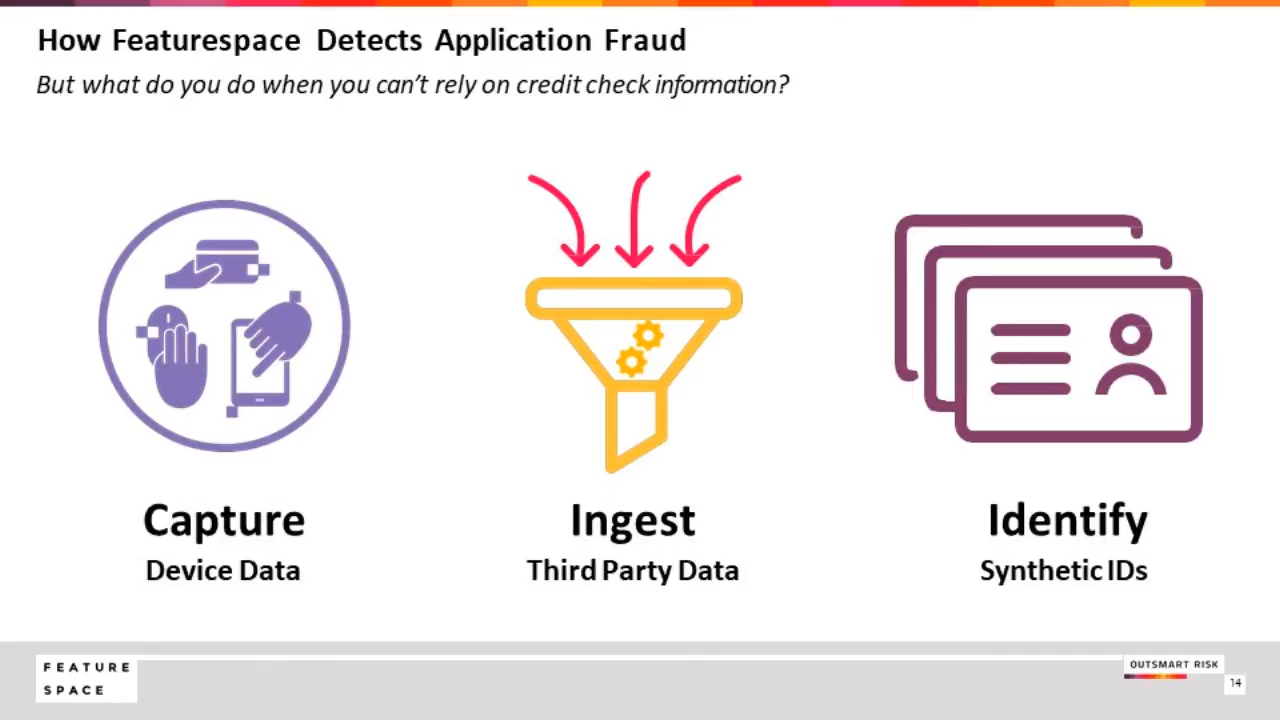 How Featurespace Detects Application Fraud
But what do you do when you can't rely on credit check information?
Capture
Device Data
Ingest
Third Party Data
Identify
Synthetic IDs
FEATURE
SPACE
OUTSMART RISK
14